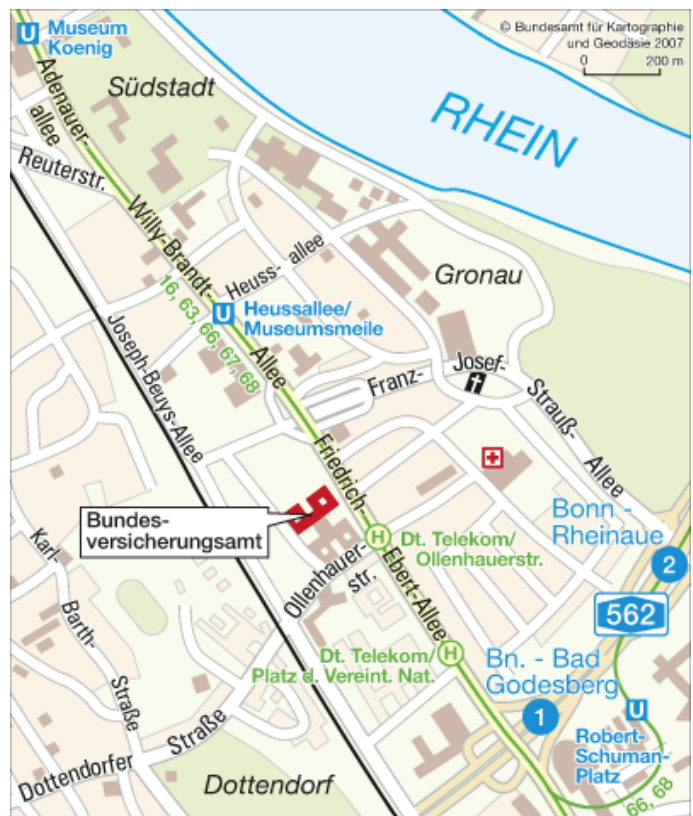 U Museum
Koenig
© Bundesamt für Kartographie
und Geodäsie 2007
0 200 m
Südstadt
Adenauer-
allee
RHEIN
Reuterstr.
Willy-Brandt-
Allee
Heuss- allee
Gronau
U Heussallee/
Museumsmeile
16, 63, 66, 67, 68
Joseph-Beuys-Allee
Franz-
Josef-
Strauß-
Allee
Friedrich-
Ebert-Allee
Bundes-
versicherungsamt
H Dt. Telekom/
Ollenhauerstr.
Bonn -
Rheinaue
2
562
Ollenhauer-
str.
Karl-
Barth-
Straße
H Dt. Telekom/
Platz d. Vereint. Nat.
Bn. - Bad
Godesberg
1
U
Robert-
Schuman-
Platz
66, 68
Dottendorfer Straße
Dottendorf